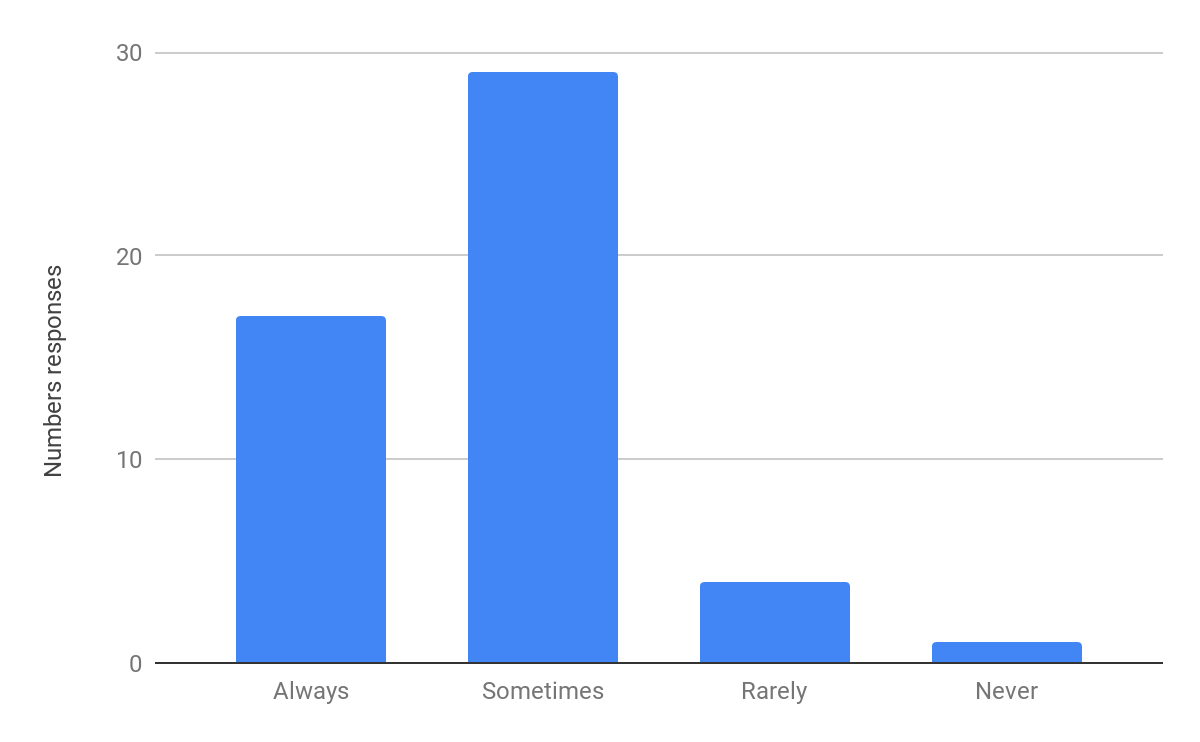 30
20
10
0
Numbers responses
Always
Sometimes
Rarely
Never